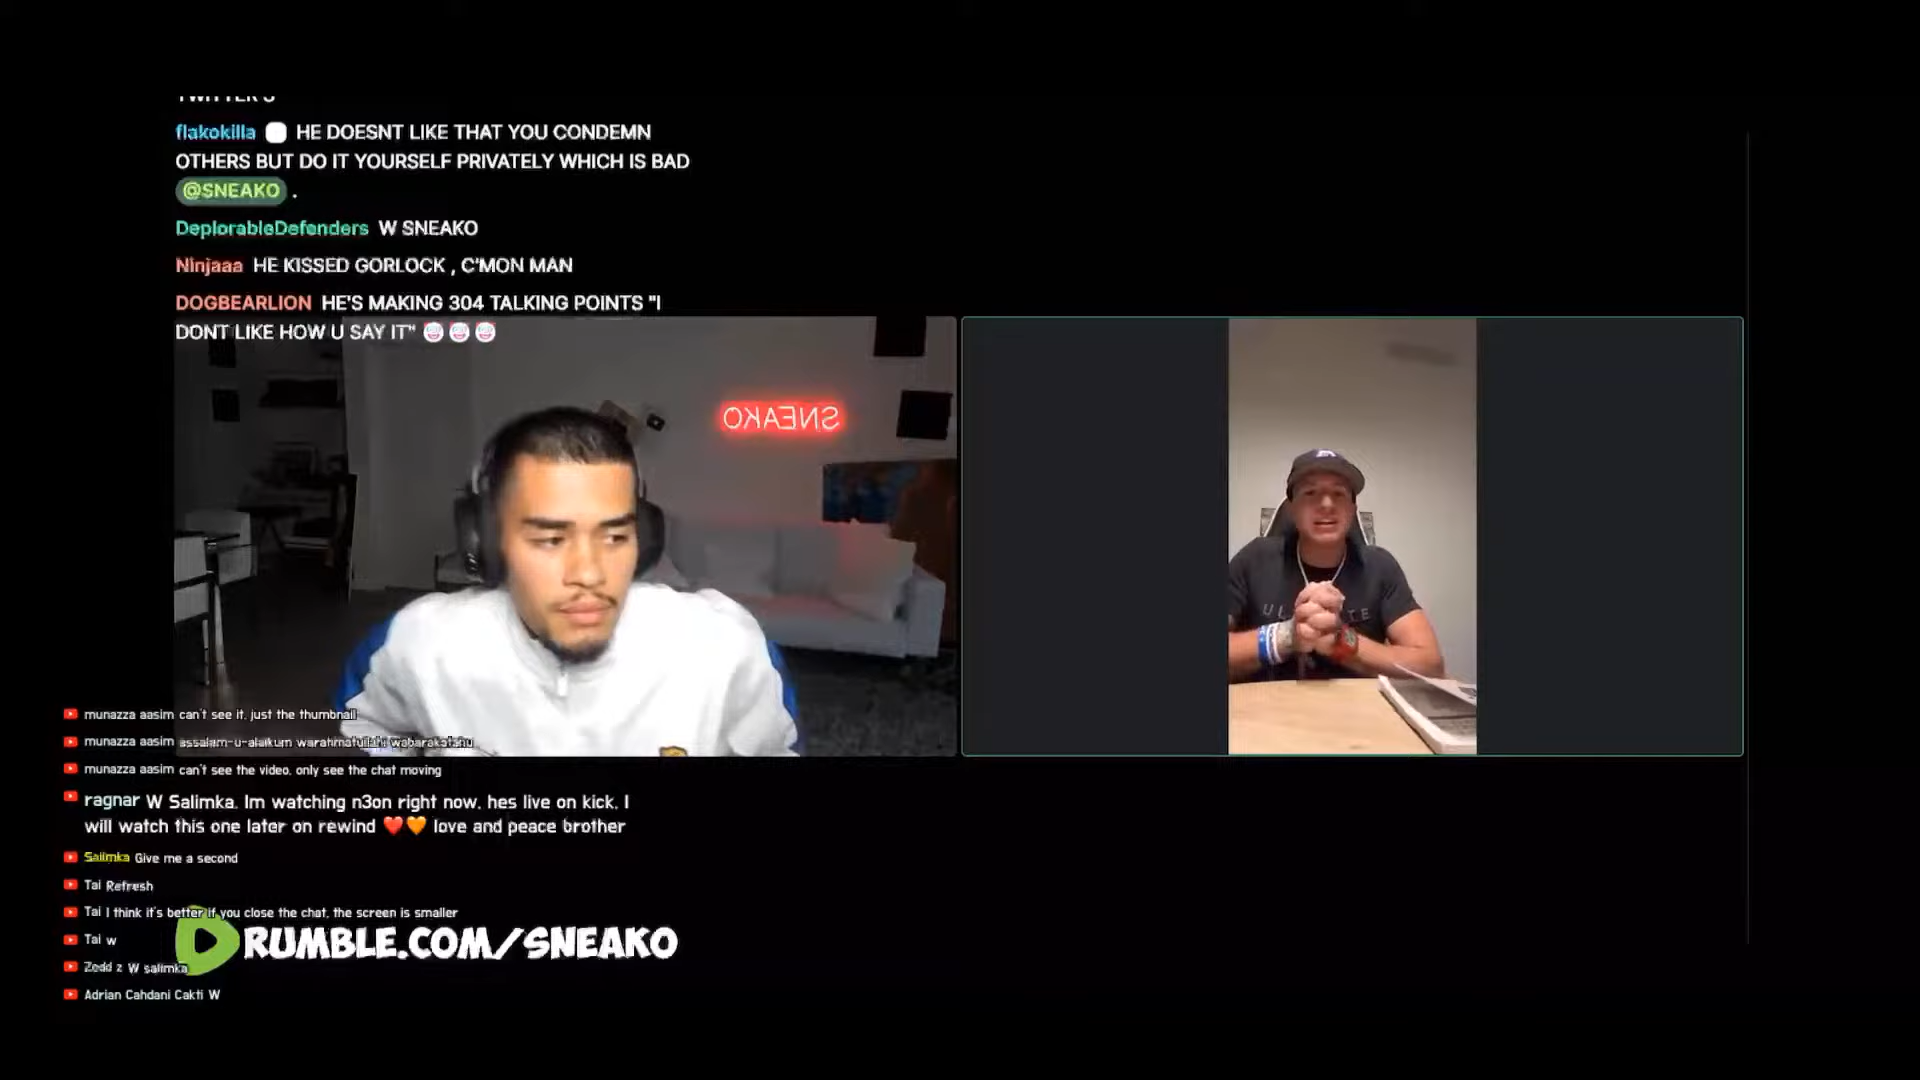 TWITTER'S
flakokilla HE DOESNT LIKE THAT YOU CONDEMN
OTHERS BUT DO IT YOURSELF PRIVATELY WHICH IS BAD
@SNEAKO .
DeplorableDefenders W SNEAKO
Ninjaaa HE KISSED GORLOCK , C'MON MAN
DOGBEARLION HE'S MAKING 304 TALKING POINTS "I
DONT LIKE HOW U SAY IT"
SNEAKO
munazza aasim can't see it, just the thumbnail
munazza aasim assalam-u-alaikum warahmatullahi wabarakatahu
munazza aasim can't see the video, only see the chat moving
ragnar W Salimka. Im watching n3on right now. hes live on kick. I
will watch this one later on rewind ❤️🧡 love and peace brother
Salimka Give me a second
Tai Refresh
Tai I think it's better if you close the chat, the screen is smaller
Tai w
Zedd z W salimka
Adrian Cahdani Cakti W
RUMBLE.COM/SNEAKO